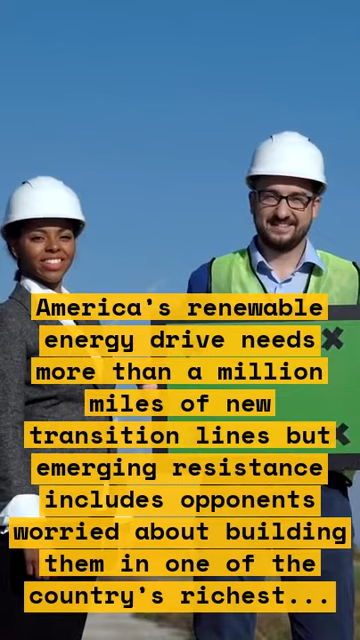 America's renewable
energy drive needs
more than a million
miles of new
transition lines but
emerging resistance
includes opponents
worried about building
them in one of the
country's richest...